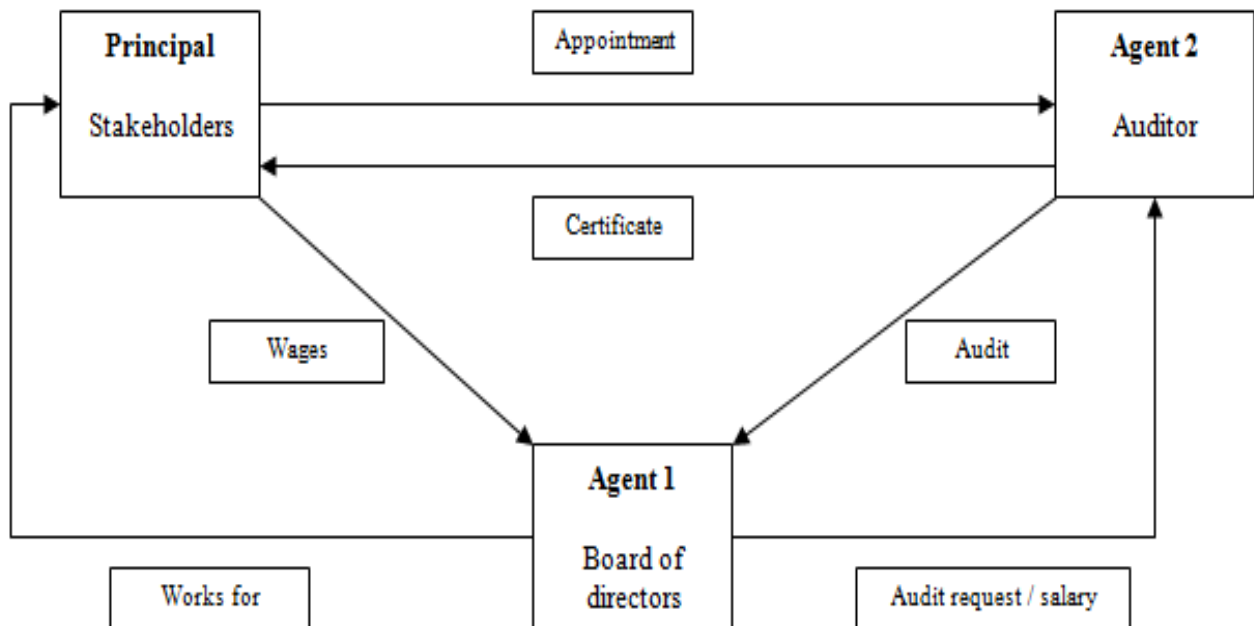 Principal
Stakeholders
Appointment
Agent 2
Auditor
Certificate
Wages
Audit
Agent 1
Board of
directors
Works for
Audit request / salary